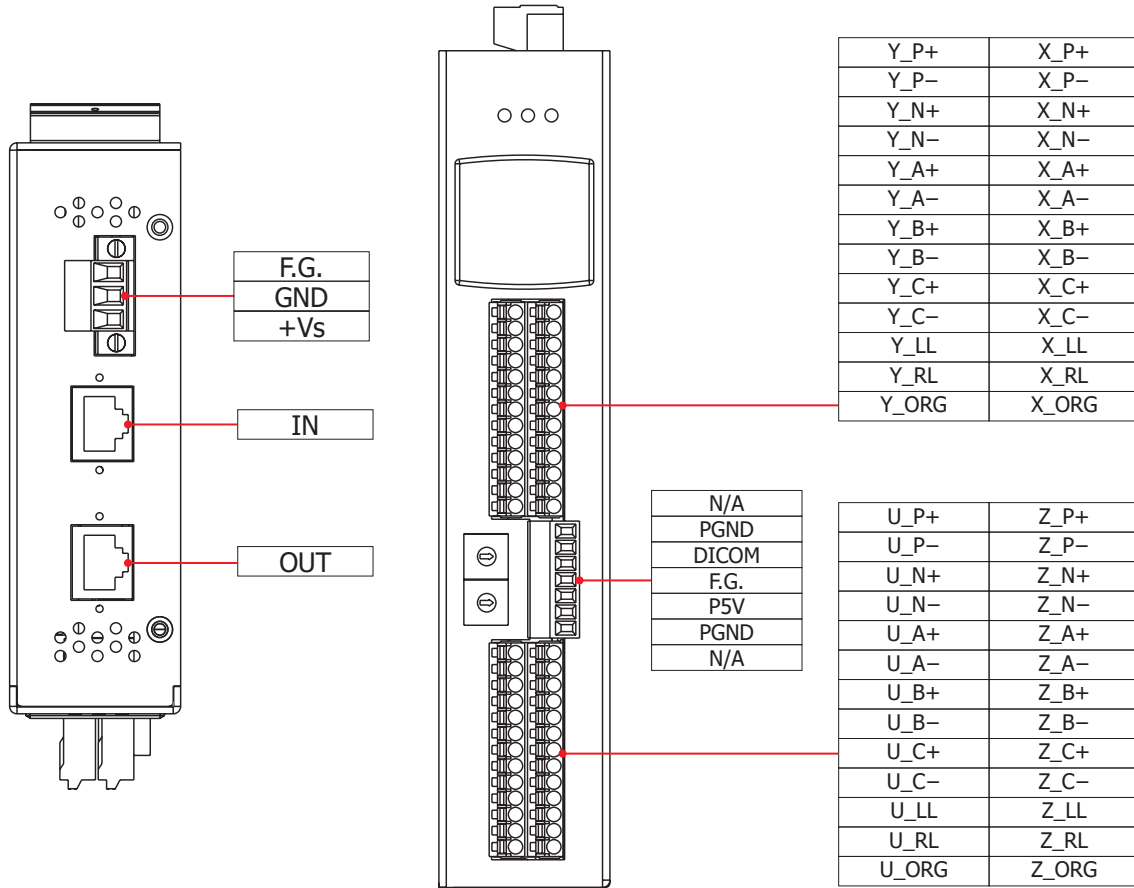 F.G.
GND
+Vs
IN
OUT
Y_P+ X_P+
Y_P− X_P−
Y_N+ X_N+
Y_N− X_N−
Y_A+ X_A+
Y_A− X_A−
Y_B+ X_B+
Y_B− X_B−
Y_C+ X_C+
Y_C− X_C−
Y_LL X_LL
Y_RL X_RL
Y_ORG X_ORG
N/A
PGND
DICOM
F.G.
P5V
PGND
N/A
U_P+ Z_P+
U_P− Z_P−
U_N+ Z_N+
U_N− Z_N−
U_A+ Z_A+
U_A− Z_A−
U_B+ Z_B+
U_B− Z_B−
U_C+ Z_C+
U_C− Z_C−
U_LL Z_LL
U_RL Z_RL
U_ORG Z_ORG